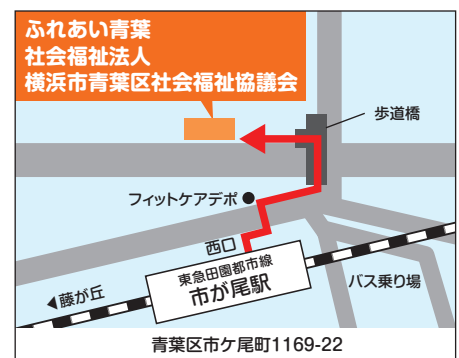 ふれあい青葉
社会福祉法人
横浜市青葉区社会福祉協議会
歩道橋
フィットケアデポ
西口
東急田園都市線
市が尾駅
バス乗り場
藤が丘
青葉区市ケ尾町1169-22